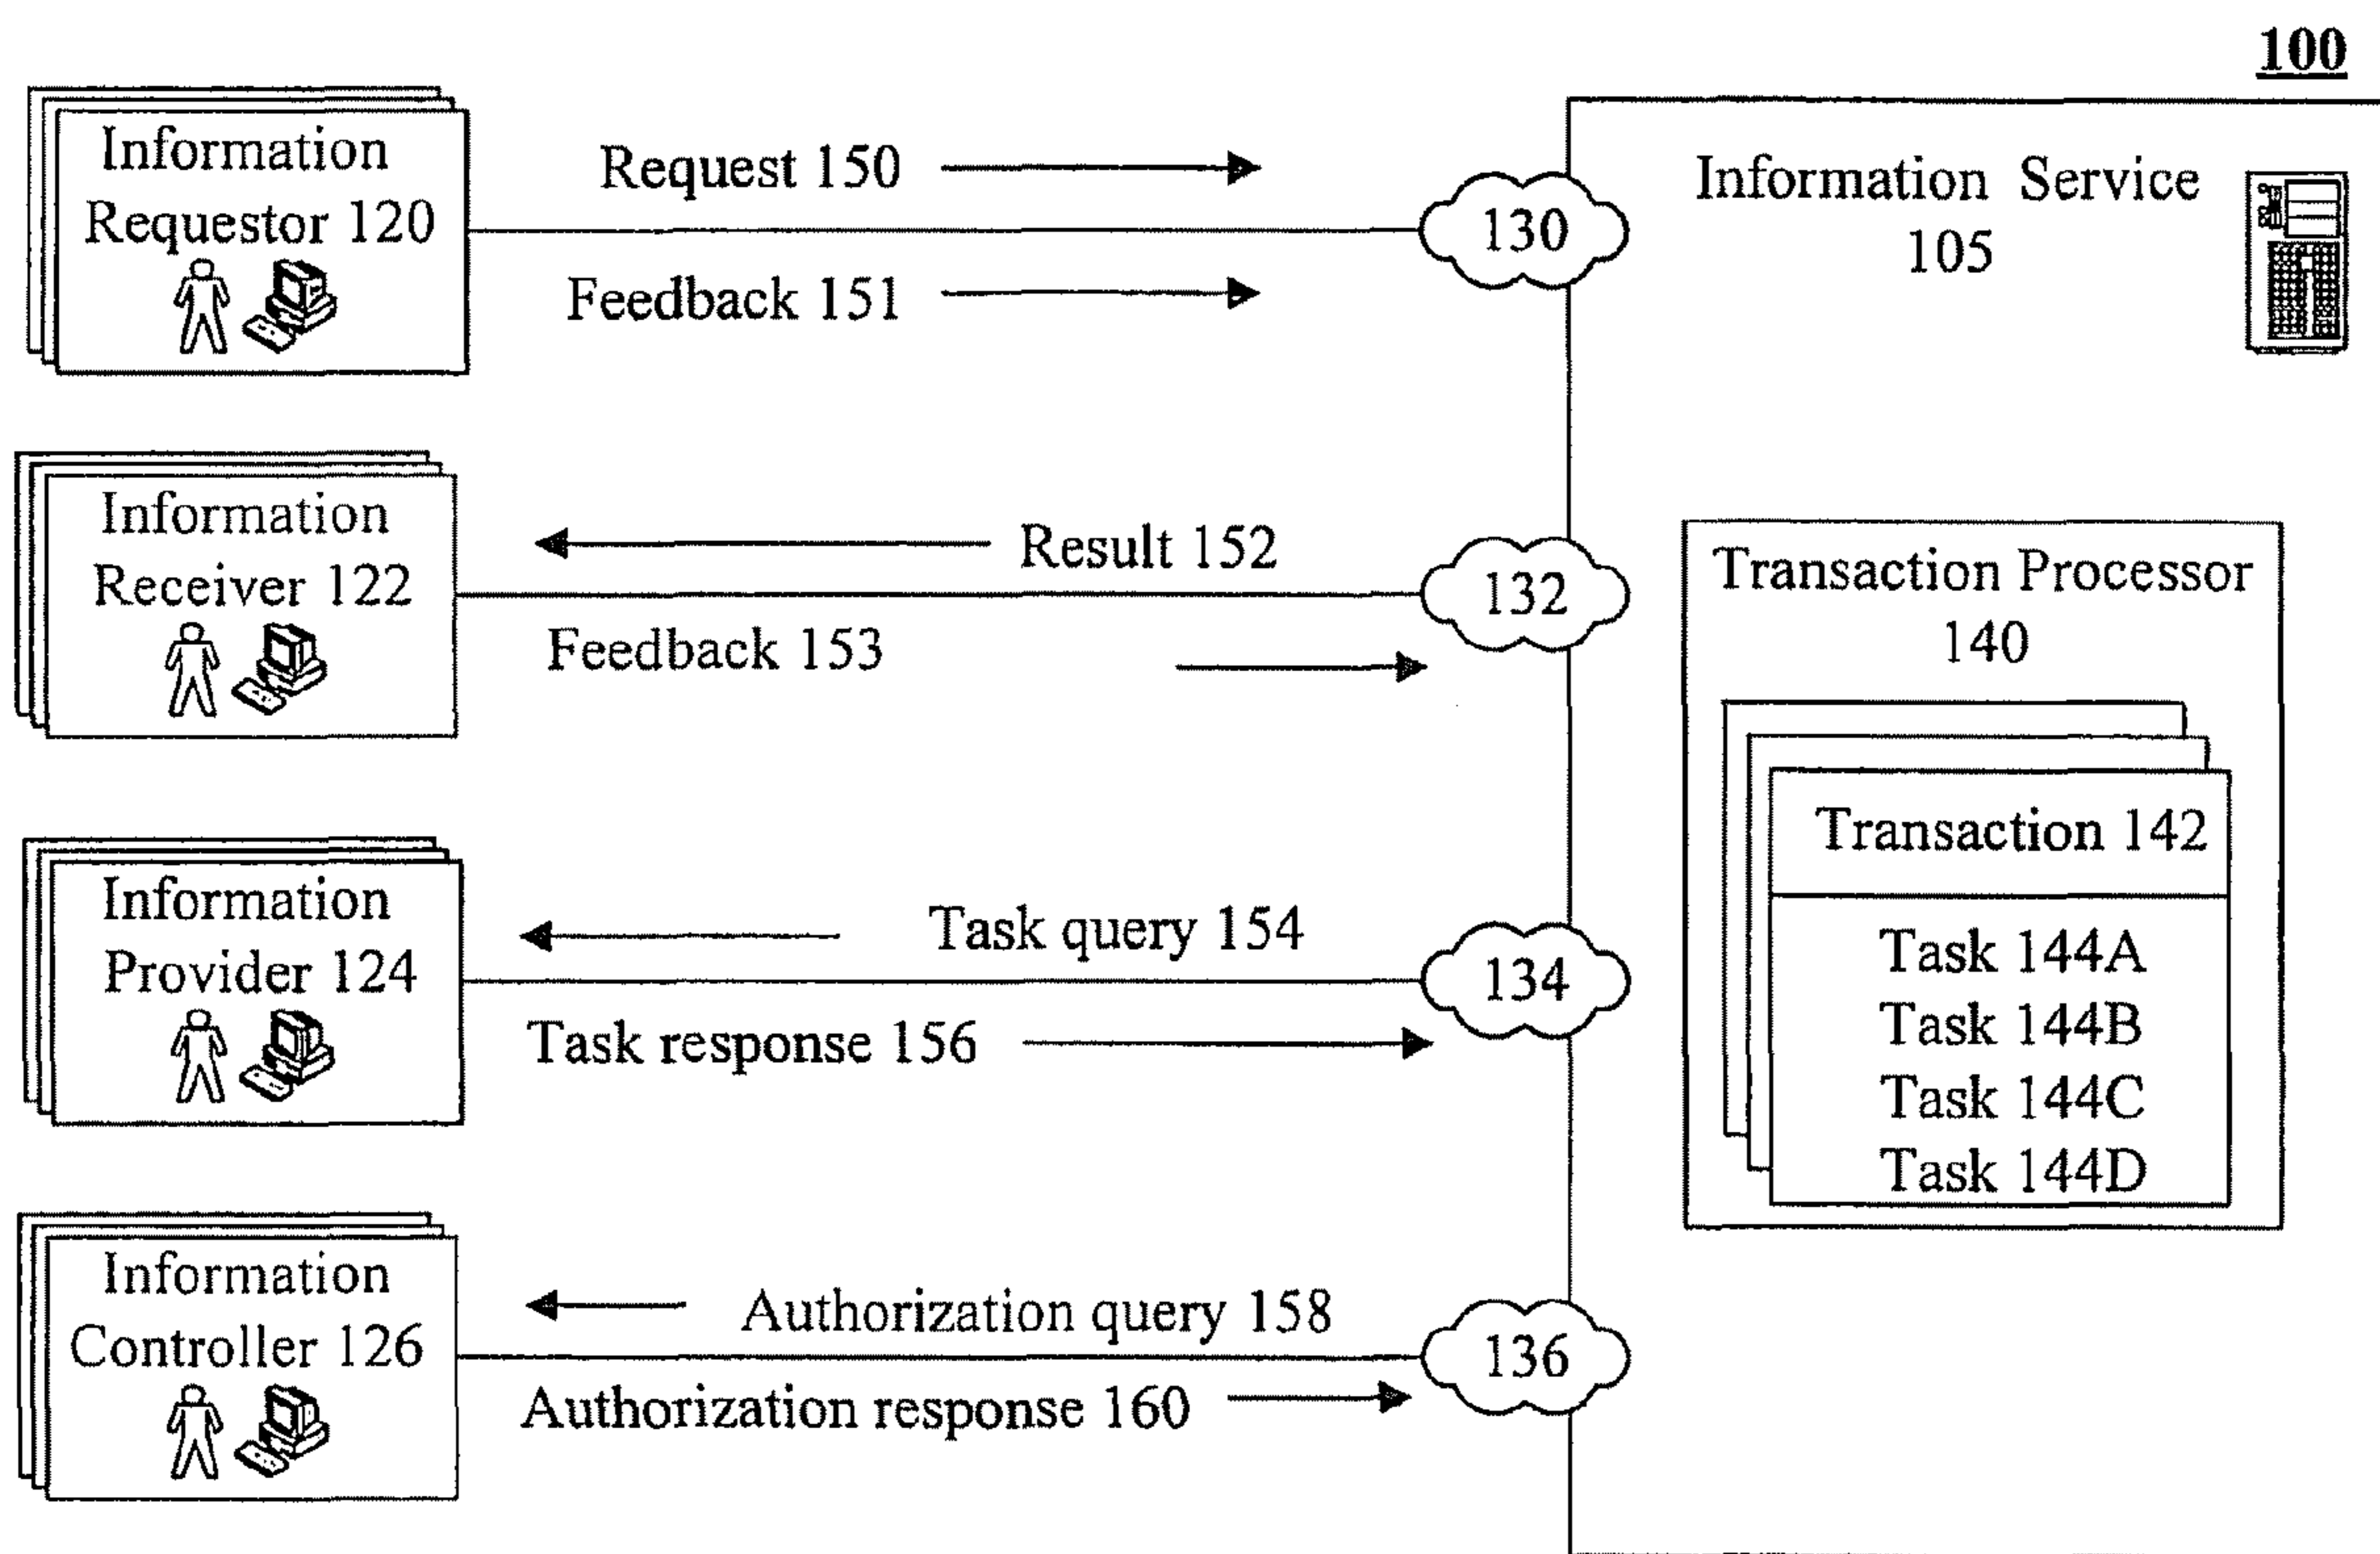 100
Information
Requestor 120
Request 150
Feedback 151
130
Information Service
105
Information
Receiver 122
Result 152
Feedback 153
132
Transaction Processor
140
Transaction 142
Task 144A
Task 144B
Task 144C
Task 144D
Information
Provider 124
Task query 154
Task response 156
134
Information
Controller 126
Authorization query 158
Authorization response 160
136